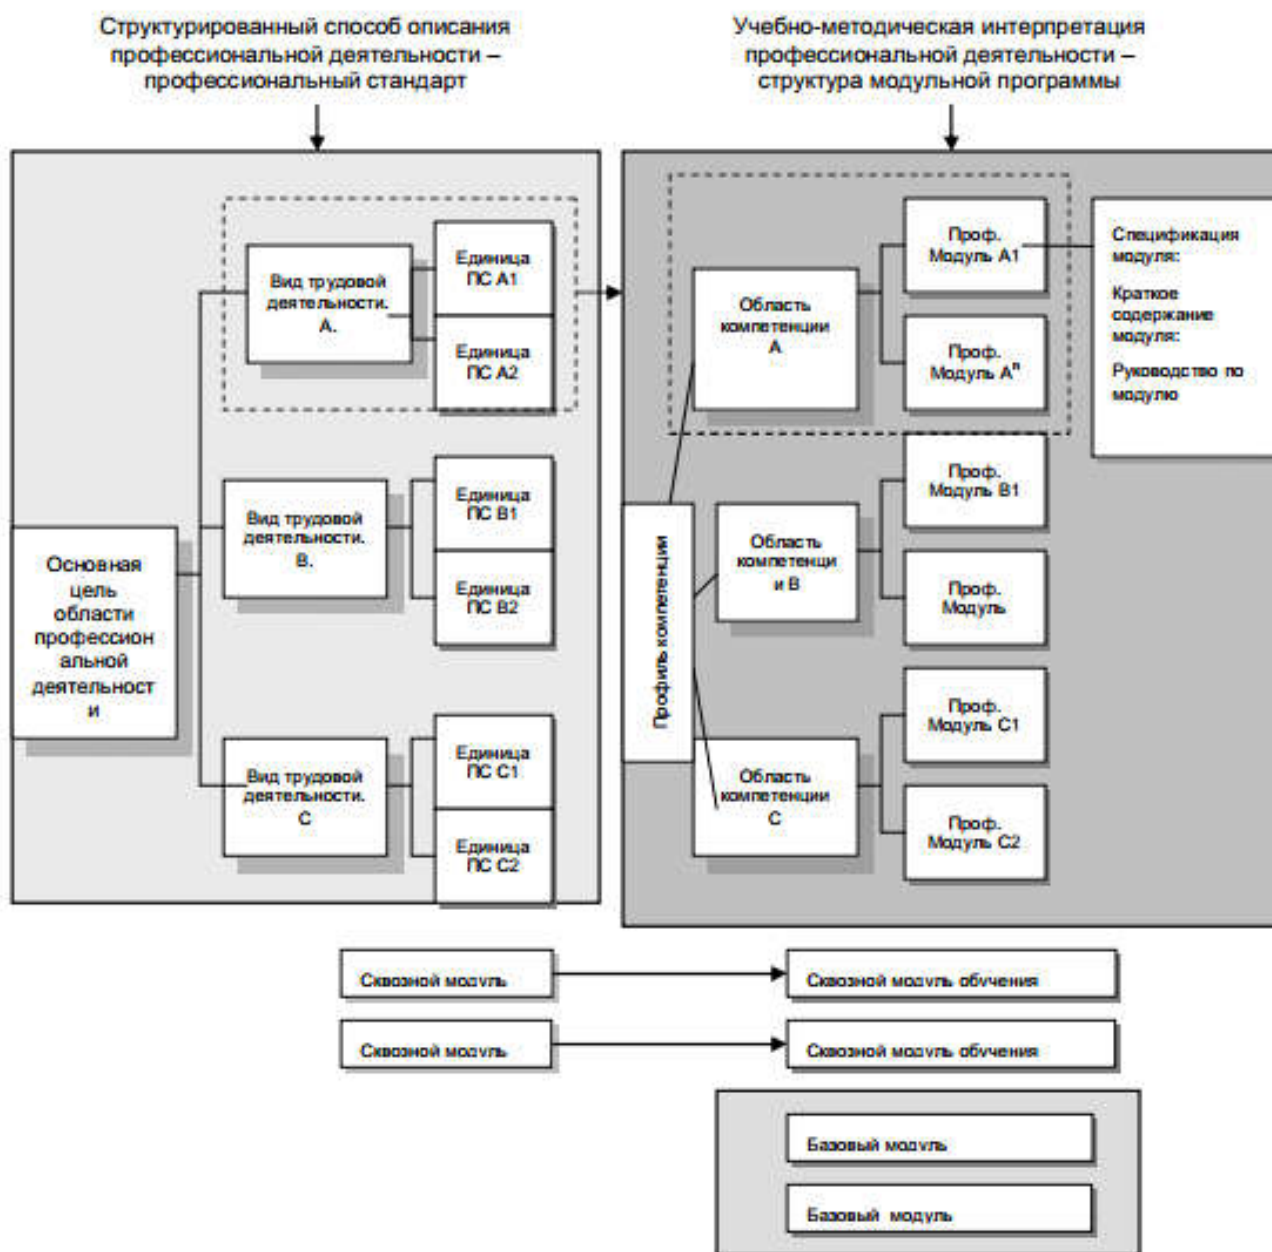 Структурированный способ описания
профессиональной деятельности –
профессиональный стандарт
Учебно-методическая интерпретация
профессиональной деятельности –
структура модульной программы
Основная
цель
области
профессион
альной
деятельност
и
Вид трудовой
деятельности.
А.
Единица
ПС А1
Единица
ПС А2
Вид трудовой
деятельности.
В.
Единица
ПС В1
Единица
ПС В2
Вид трудовой
деятельности.
С
Единица
ПС С1
Единица
ПС С2
Профиль компетенции
Область
компетенции
А
Проф.
Модуль А1
Проф.
Модуль Аⁿ
Спецификация
модуля:
Краткое
содержание
модуля:
Руководство по
модулю
Область
компетенци
и В
Проф.
Модуль В1
Проф.
Модуль
Область
компетенции
С
Проф.
Модуль С1
Проф.
Модуль С2
Сквозной модуль
Сквозной модуль обучения
Сквозной модуль
Сквозной модуль обучения
Базовый модуль
Базовый модуль